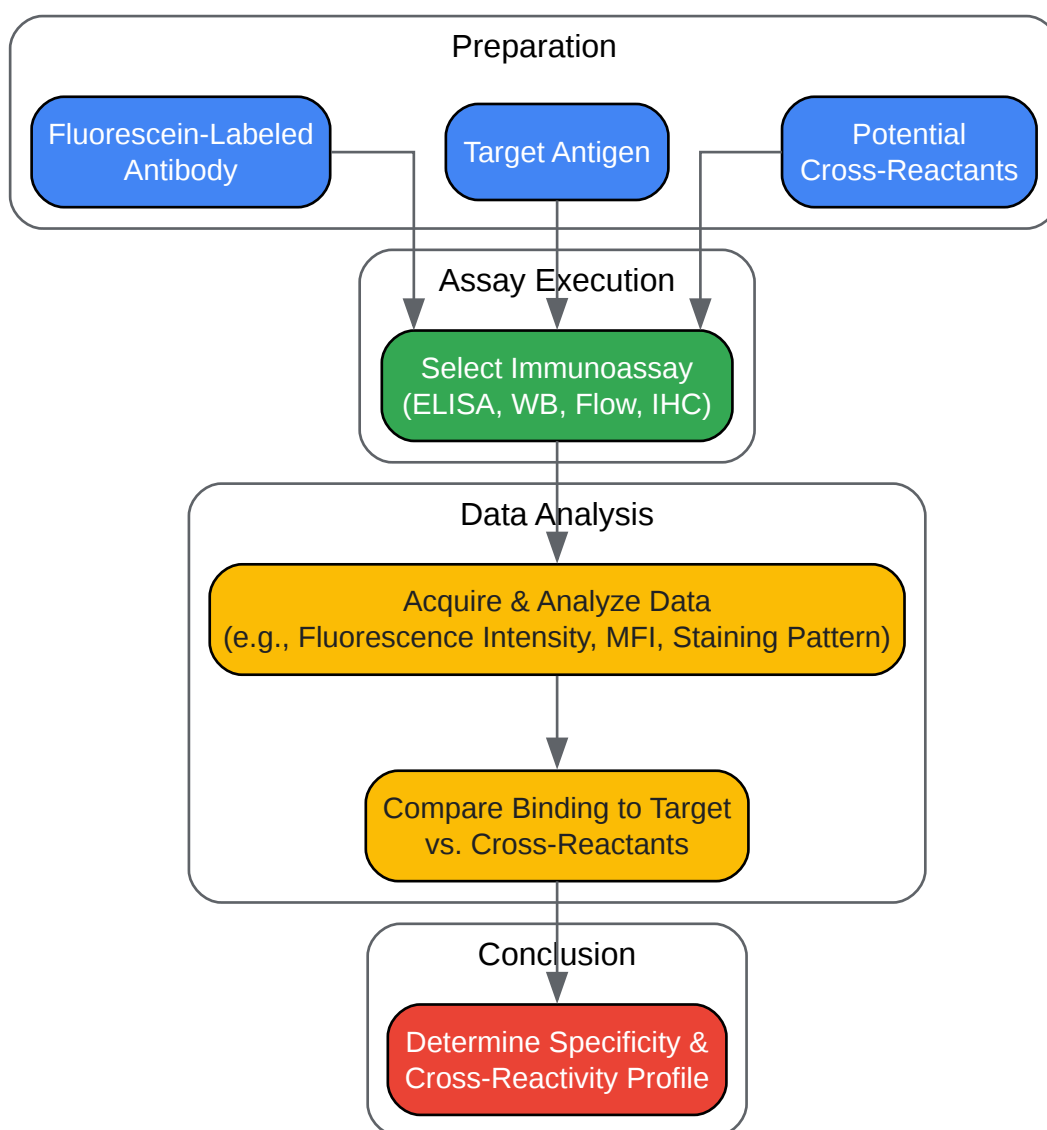 Preparation
Fluorescein-Labeled
Antibody
Target Antigen
Potential
Cross-Reactants
Assay Execution
Select Immunoassay
(ELISA, WB, Flow, IHC)
Data Analysis
Acquire & Analyze Data
(e.g., Fluorescence Intensity, MFI, Staining Pattern)
Compare Binding to Target
vs. Cross-Reactants
Conclusion
Determine Specificity &
Cross-Reactivity Profile